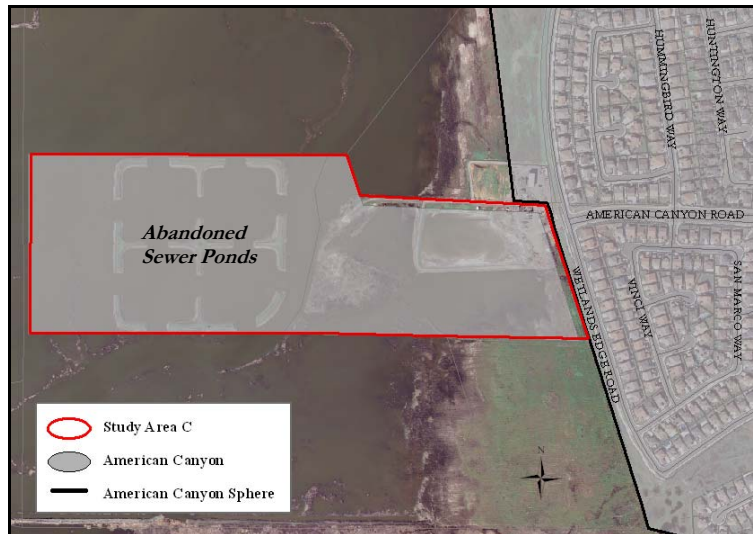 HUMMINGBIRD WAY
HUNTINGTON WAY
AMERICAN CANYON ROAD
Abandoned
Sewer Ponds
WETLANDS EDGE ROAD
VINCI WAY
SAN MARCO WAY
Study Area C
American Canyon
American Canyon Sphere
N